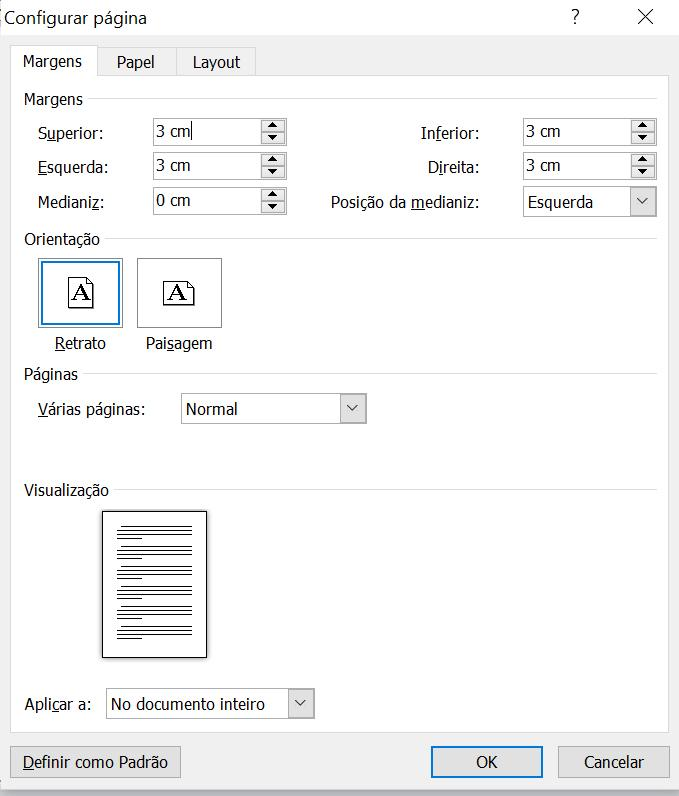 Configurar página ?
Margens Papel Layout
Margens
Superior: 3 cm Inferior: 3 cm
Esquerda: 3 cm Direita: 3 cm
Medianiz: 0 cm Posição da medianiz: Esquerda
Orientação
A A
Retrato Paisagem
Páginas
Várias páginas: Normal
Visualização
Aplicar a: No documento inteiro
Definir como Padrão OK Cancelar